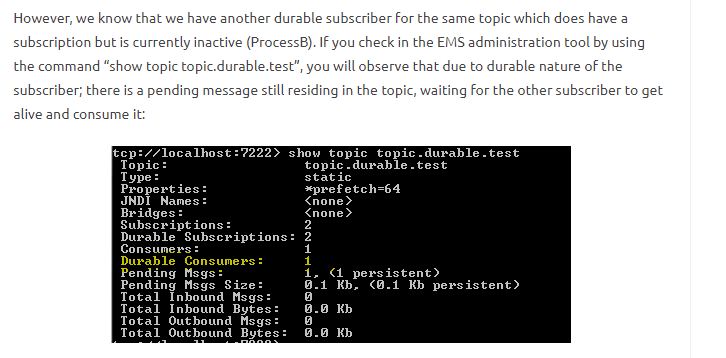 However, we know that we have another durable subscriber for the same topic which does have a
subscription but is currently inactive (ProcessB). If you check in the EMS administration tool by using
the command “show topic topic.durable.test”, you will observe that due to durable nature of the
subscriber; there is a pending message still residing in the topic, waiting for the other subscriber to get
alive and consume it:
tcp://localhost:7222> show topic topic.durable.test
Topic: topic.durable.test
Type: static
Properties: *prefetch=64
JNDI Names: <none>
Bridges: <none>
Subscriptions: 2
Durable Subscriptions: 2
Consumers: 1
Durable Consumers: 1
Pending Msgs: 1, (1 persistent)
Pending Msgs Size: 0.1 Kb, (0.1 Kb persistent)
Total Inbound Msgs: 0
Total Inbound Bytes: 0.0 Kb
Total Outbound Msgs: 0
Total Outbound Bytes: 0.0 Kb